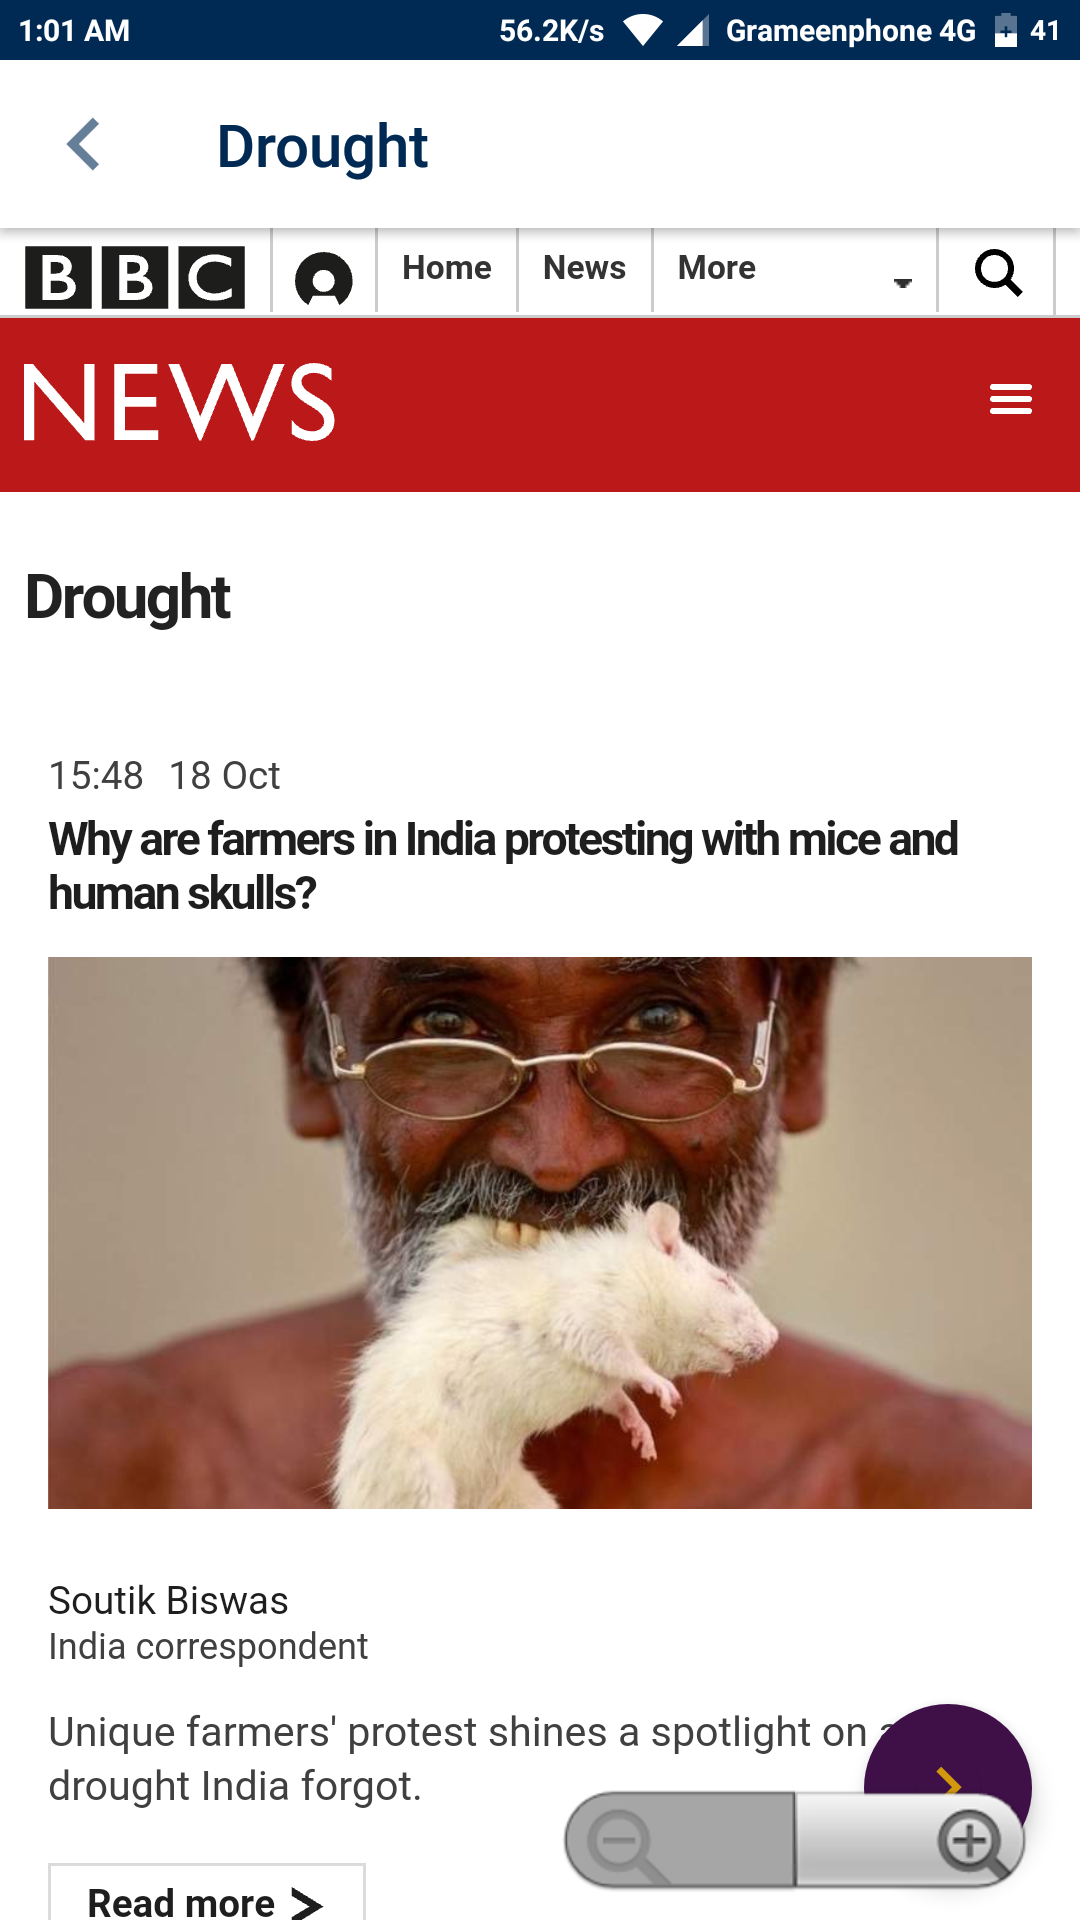 1:01 AM 56.2K/s Grameenphone 4G 41
Drought
BBC Home News More
NEWS
Drought
15:48 18 Oct
Why are farmers in India protesting with mice and
human skulls?
Soutik Biswas
India correspondent
Unique farmers' protest shines a spotlight on
drought India forgot.
Read more